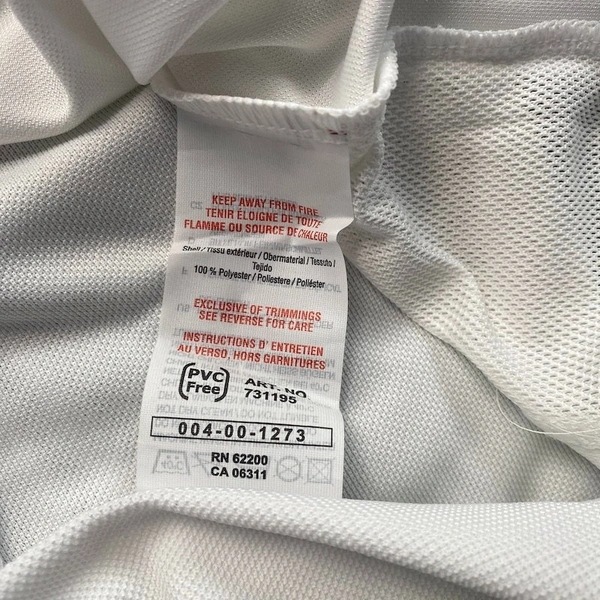 KEEP AWAY FROM FIRE
TENIR ÉLOIGNE DE TOUTE
FLAMME OU SOURCE DE CHALEUR
Shell / Tissu extérieur / Obermaterial / Tessuto /
Tejido
100 % Polyester / Poliestere / Poliéster
EXCLUSIVE OF TRIMMINGS
SEE REVERSE FOR CARE
INSTRUCTIONS D' ENTRETIEN
AU VERSO, HORS GARNITURES
PVC
Free
ART. NO.
731195
004-00-1273
RN 62200
CA 06311